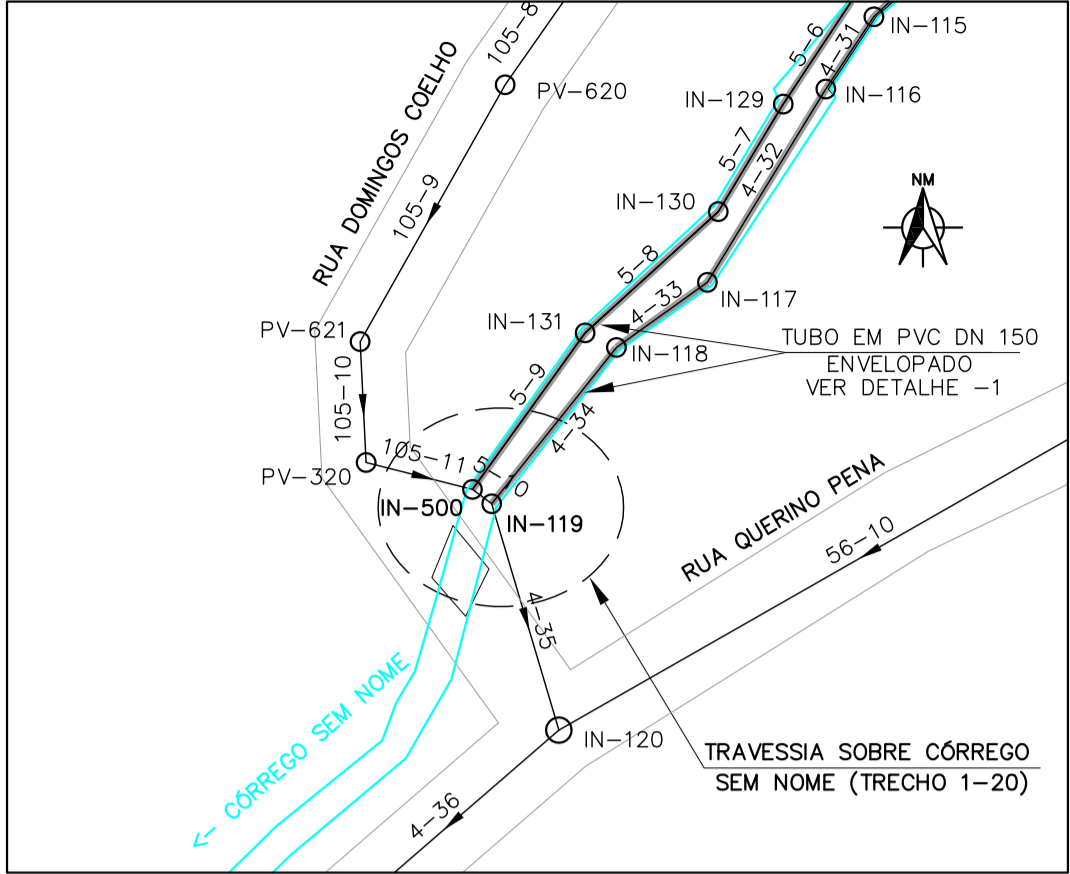 105-8
5-6
4-31
IN-115
RUA DOMINGOS COELHO
PV-620
IN-129
IN-116
5-7
4-32
105-9
NM
IN-130
5-8
4-33
IN-117
PV-621
IN-131
IN-118
TUBO EM PVC DN 150
ENVELOPADO
VER DETALHE -1
105-10
5-9
4-34
105-11
5-10
PV-320
IN-500
IN-119
RUA QUERINO PENA
56-10
4-35
<- CÓRREGO SEM NOME
IN-120
TRAVESSIA SOBRE CÓRREGO
SEM NOME (TRECHO 1-20)
4-36